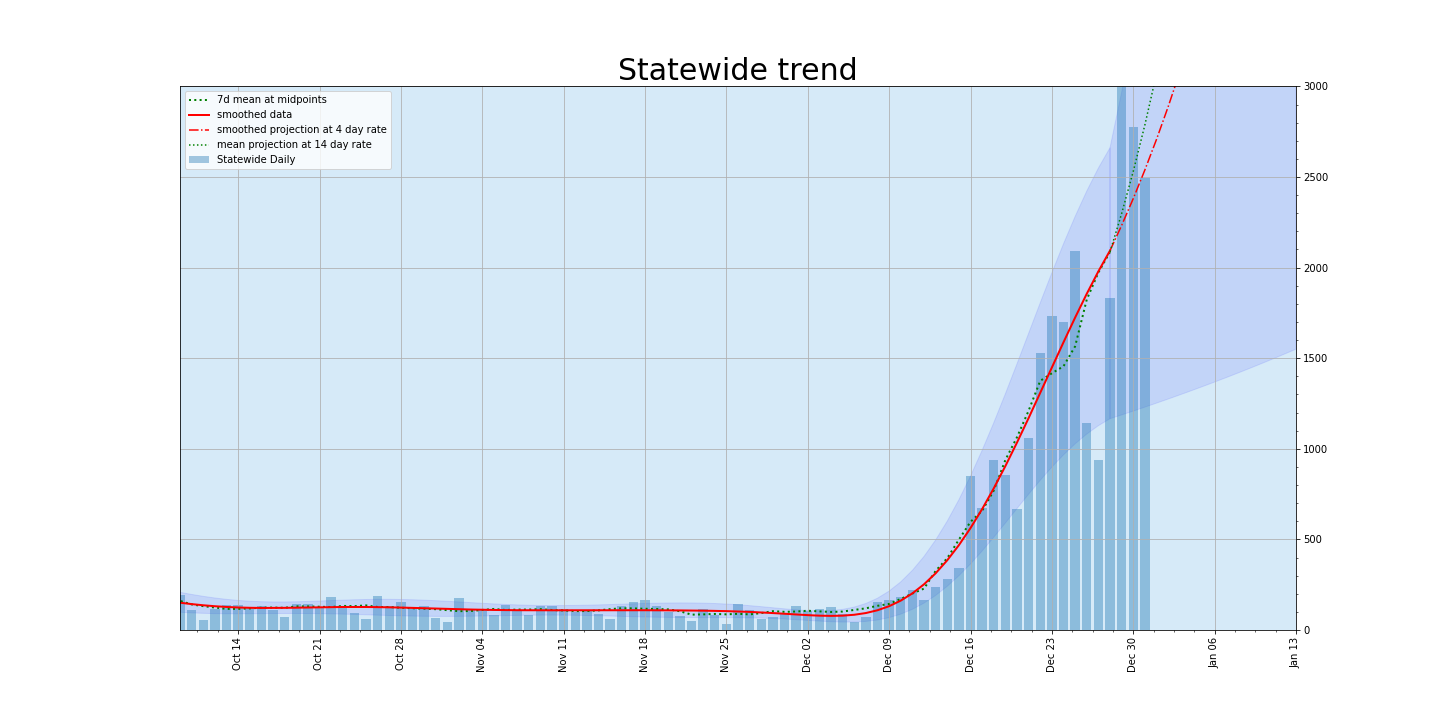 Statewide trend
7d mean at midpoints
smoothed data
smoothed projection at 4 day rate
mean projection at 14 day rate
Statewide Daily
3000
2500
2000
1500
1000
500
0
Oct 14
Oct 21
Oct 28
Nov 04
Nov 11
Nov 18
Nov 25
Dec 02
Dec 09
Dec 16
Dec 23
Dec 30
Jan 06
Jan 13